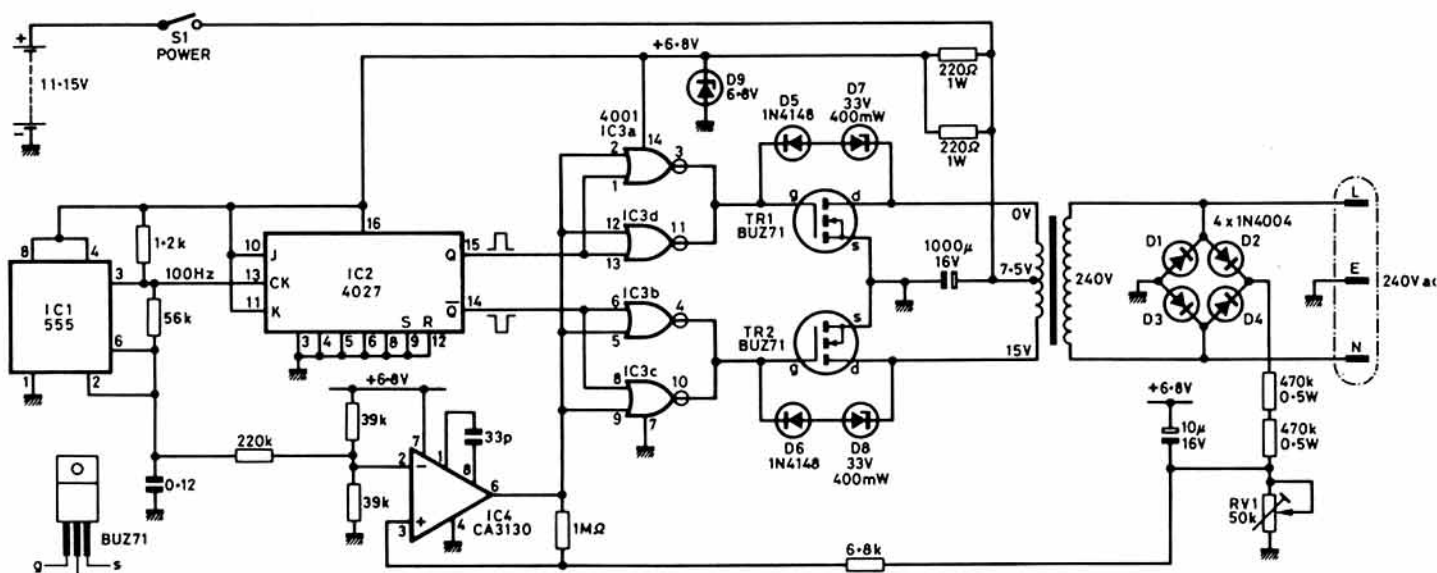 +
11·15V
-
S1
POWER
+6·8V
D9
6·8V
220Ω
1W
220Ω
1W
4001
IC3a
2
14
3
1
D5
1N4148
D7
33V
400mW
IC3d
12
11
13
g
d
s
TR1
BUZ71
1000μ
16V
0V
7·5V
15V
240V
4 x 1N4004
D1
D2
D3
D4
L
E
N
240V ac
8
4
1·2k
3
100Hz
56k
IC1
555
6
1
2
10
J
13
CK
11
K
16
IC2
4027
Q
15
Q̅
14
S
R
3
4
5
6
8
9
12
IC3b
6
4
5
IC3c
8
10
9
7
TR2
BUZ71
s
g
d
D6
1N4148
D8
33V
400mW
+6·8V
39k
220k
39k
0·12
7
1
33p
2
-
8
6
+
3
4
IC4
CA3130
1MΩ
6·8k
+6·8V
10μ
16V
470k
0·5W
470k
0·5W
RV1
50k
BUZ71
g
s